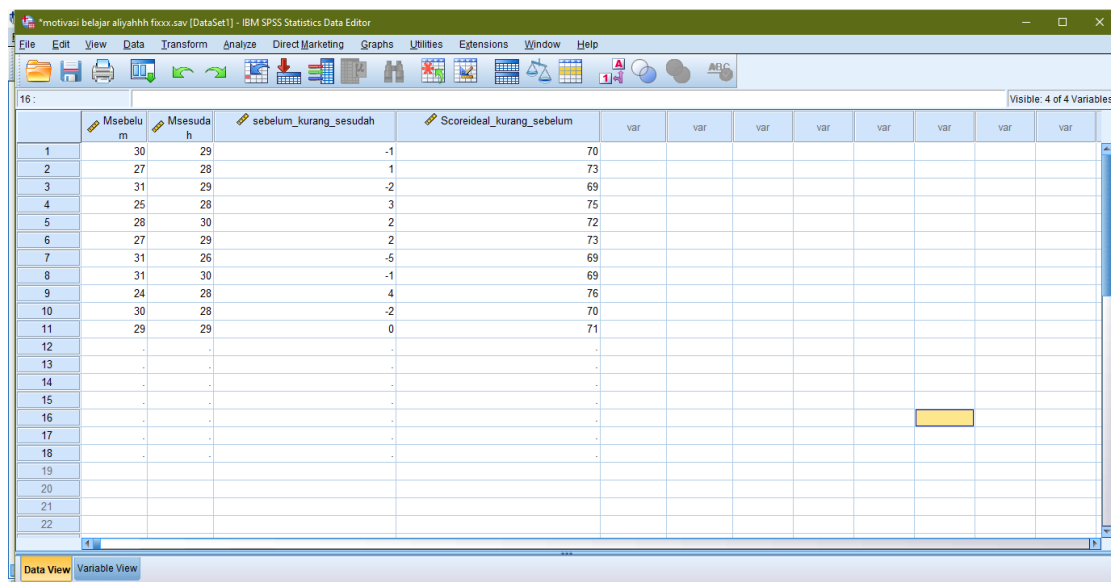 *motivasi belajar aliyahhh fixxx.sav [DataSet1] - IBM SPSS Statistics Data Editor
File Edit View Data Transform Analyze Direct Marketing Graphs Utilities Extensions Window Help
16 : Visible: 4 of 4 Variables
Msebelum Msesudah sebelum_kurang_sesudah Scoreideal_kurang_sebelum var var var var var var var var
1 30 29 -1 70
2 27 28 1 73
3 31 29 -2 69
4 25 28 3 75
5 28 30 2 72
6 27 29 2 73
7 31 26 -5 69
8 31 30 -1 69
9 24 28 4 76
10 30 28 -2 70
11 29 29 0 71
12 . . . .
13 . . . .
14 . . . .
15 . . . .
16 . . . .
17 . . . .
18 . . . .
19
20
21
22
Data View Variable View